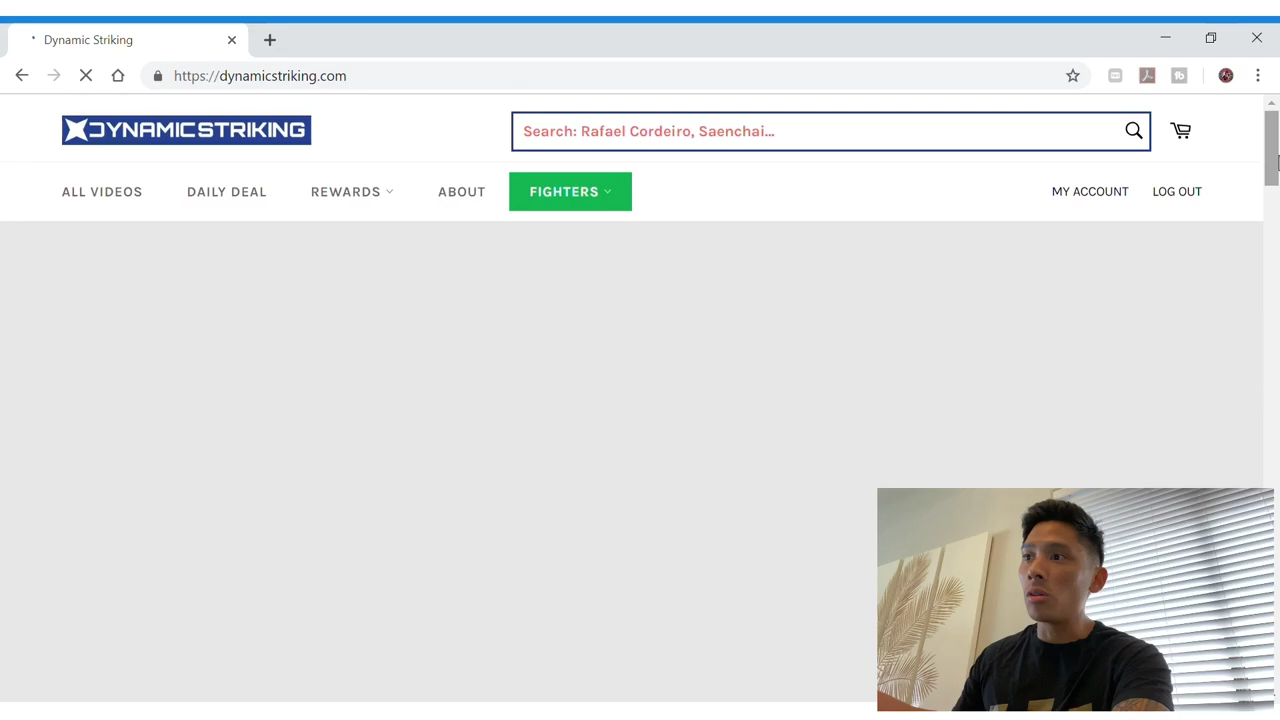 Dynamic Striking
https://dynamicstriking.com
DYNAMICSTRIKING
Search: Rafael Cordeiro, Saenchai...
ALL VIDEOS
DAILY DEAL
REWARDS
ABOUT
FIGHTERS
MY ACCOUNT
LOG OUT